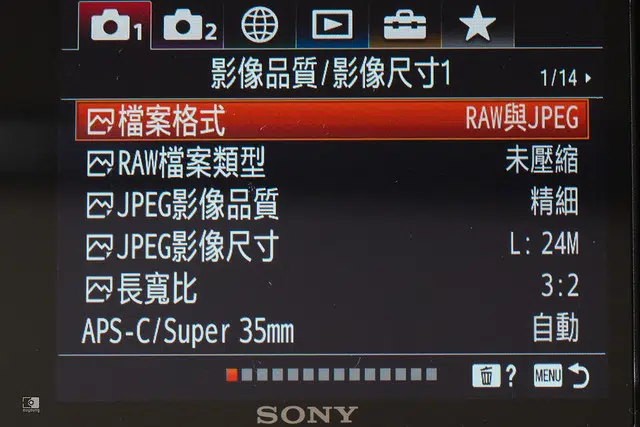 1 2
影像品質/影像尺寸1 1/14
檔案格式 RAW與JPEG
RAW檔案類型 未壓縮
JPEG影像品質 精細
JPEG影像尺寸 L: 24M
長寬比 3:2
APS-C/Super 35mm 自動
? MENU
SONY